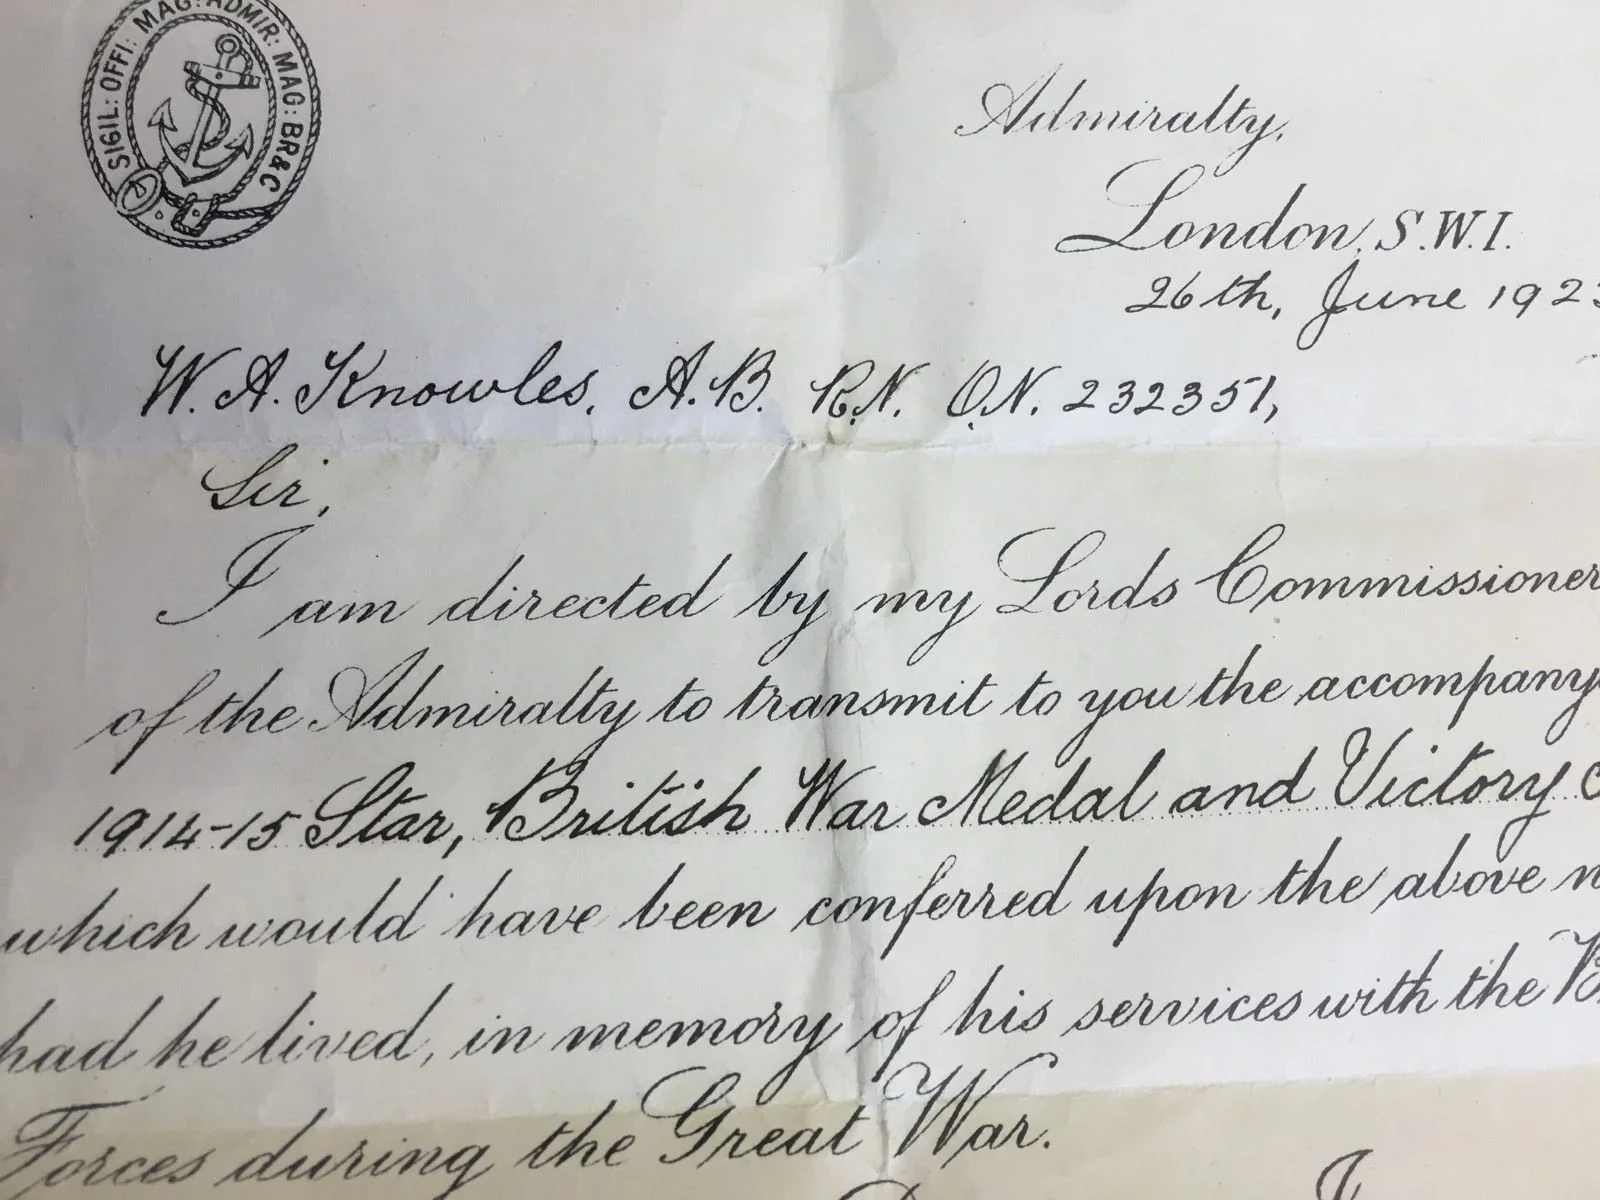 SIGIL: OFFI: MAG: ADMIR: MAG: BR & C
Admiralty,
London, S.W.1.
26th, June 1923
W. A. Knowles, A.B. R.N. O.N. 232351,
Sir,
I am directed by my Lords Commissioner
of the Admiralty to transmit to you the accompany
1914-15 Star, British War Medal and Victory
which would have been conferred upon the above
had he lived, in memory of his services with the
Forces during the Great War.
I